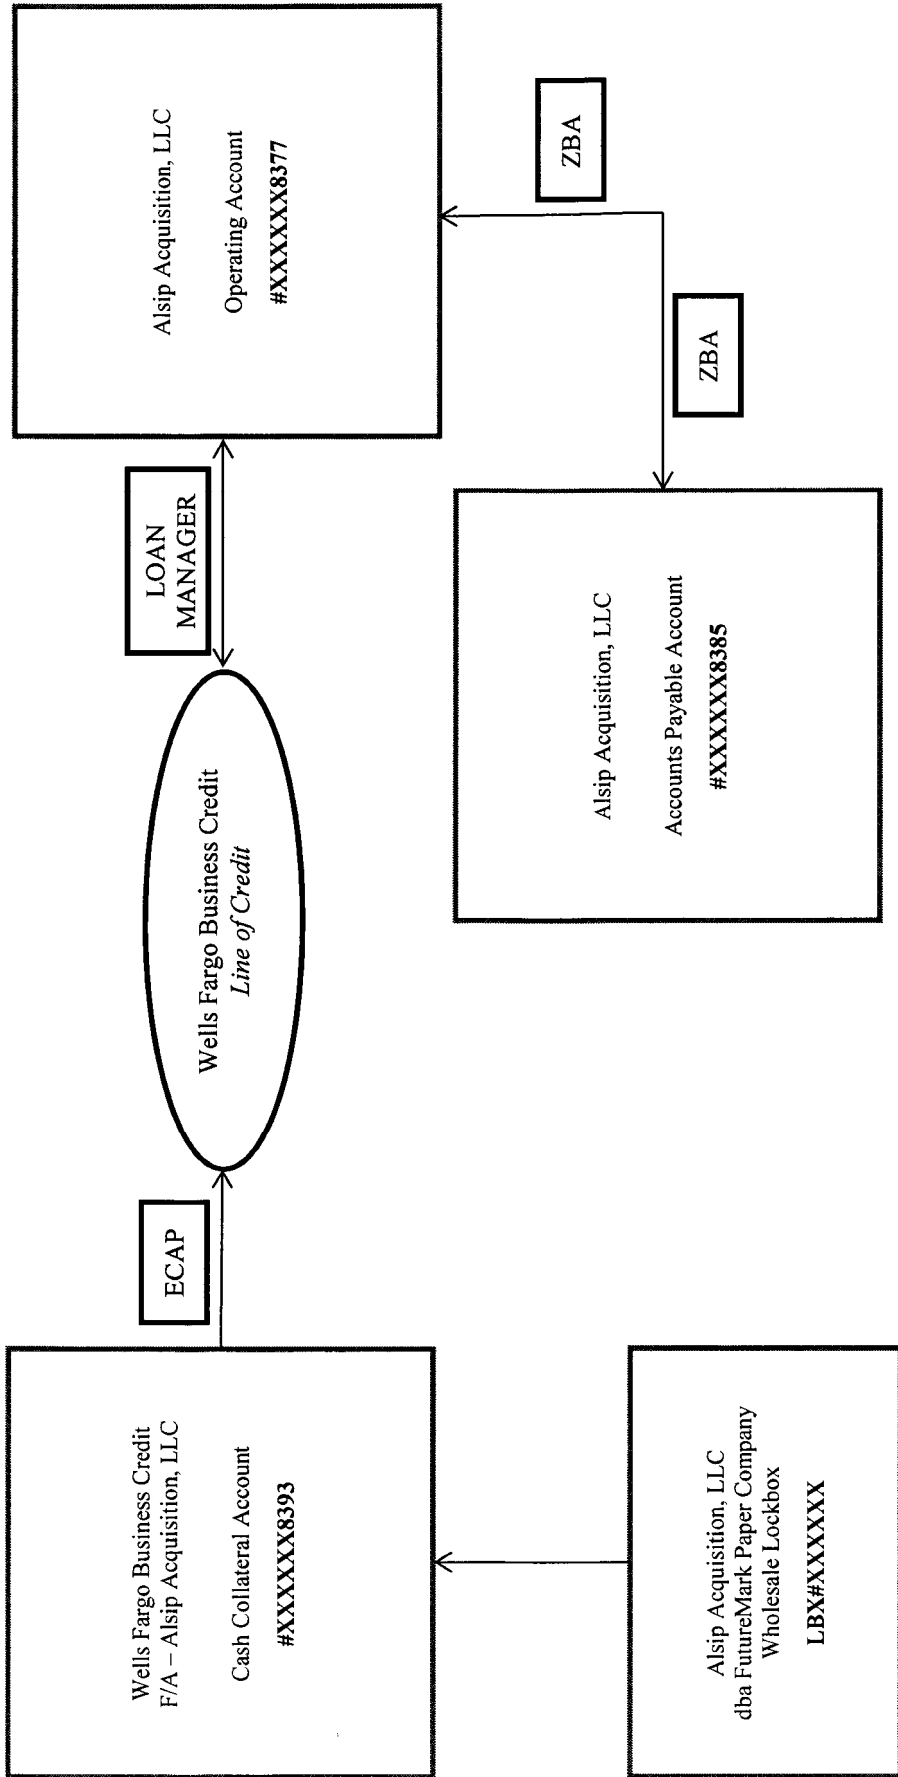 Wells Fargo Business Credit
F/A – Alsip Acquisition, LLC
Cash Collateral Account
#XXXXXX8393
ECAP
Wells Fargo Business Credit
Line of Credit
LOAN
MANAGER
Alsip Acquisition, LLC
Operating Account
#XXXXXX8377
ZBA
ZBA
Alsip Acquisition, LLC
Accounts Payable Account
#XXXXXX8385
Alsip Acquisition, LLC
dba FutureMark Paper Company
Wholesale Lockbox
LBX#XXXXXX